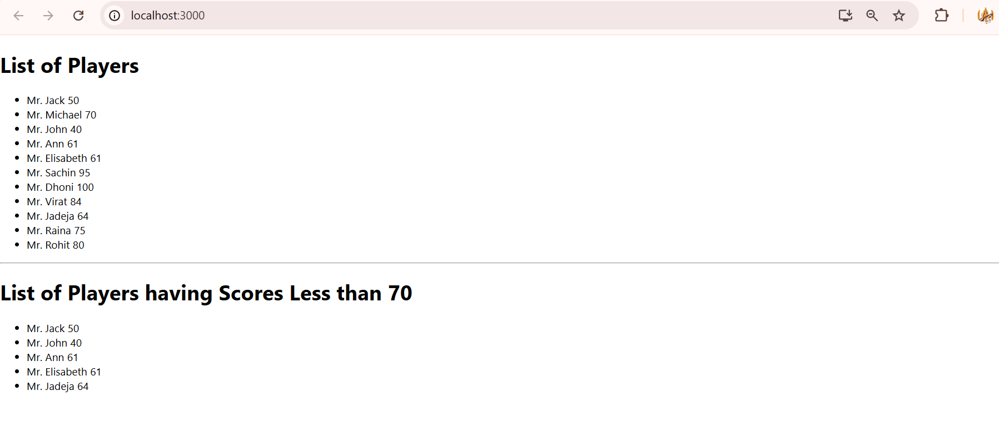 localhost:3000
List of Players
Mr. Jack 50
Mr. Michael 70
Mr. John 40
Mr. Ann 61
Mr. Elisabeth 61
Mr. Sachin 95
Mr. Dhoni 100
Mr. Virat 84
Mr. Jadeja 64
Mr. Raina 75
Mr. Rohit 80
List of Players having Scores Less than 70
Mr. Jack 50
Mr. John 40
Mr. Ann 61
Mr. Elisabeth 61
Mr. Jadeja 64